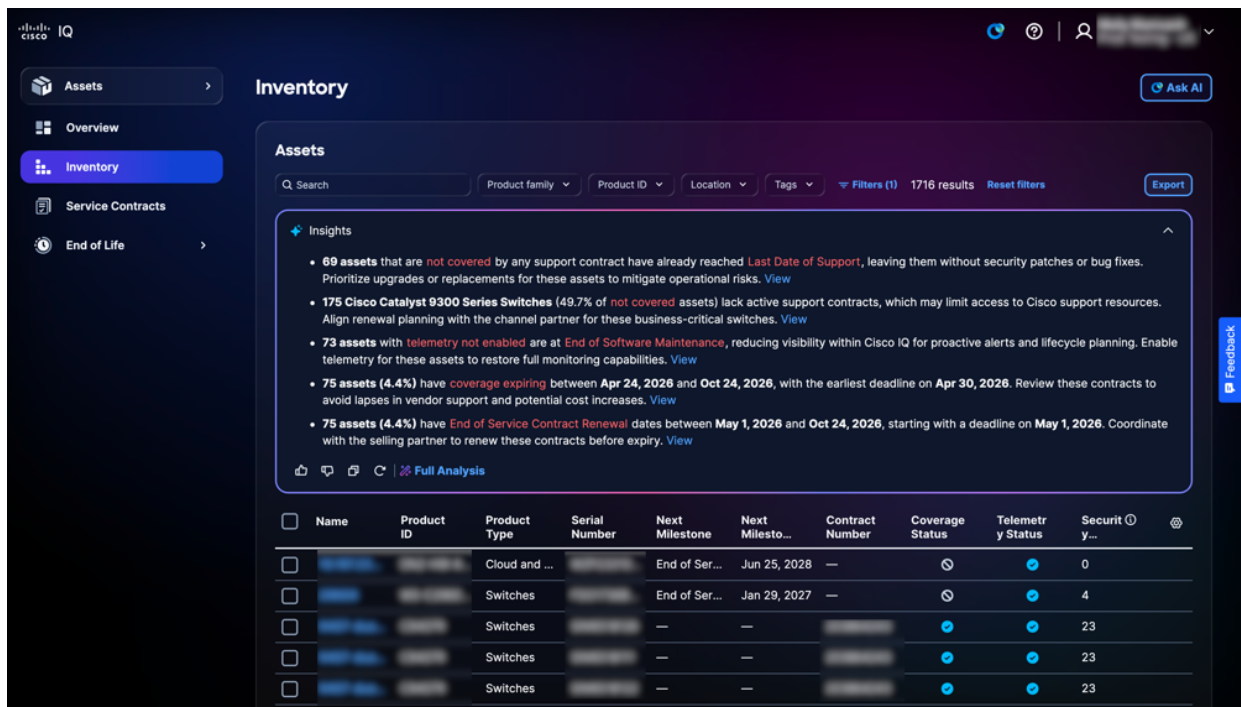 cisco IQ
Assets
Overview
Inventory
Service Contracts
End of Life
Inventory
Ask AI
Assets
Search
Product family
Product ID
Location
Tags
Filters (1)
1716 results
Reset filters
Export
Insights
• 69 assets that are not covered by any support contract have already reached Last Date of Support, leaving them without security patches or bug fixes.
Prioritize upgrades or replacements for these assets to mitigate operational risks. View
• 175 Cisco Catalyst 9300 Series Switches (49.7% of not covered assets) lack active support contracts, which may limit access to Cisco support resources.
Align renewal planning with the channel partner for these business-critical switches. View
• 73 assets with telemetry not enabled are at End of Software Maintenance, reducing visibility within Cisco IQ for proactive alerts and lifecycle planning. Enable
telemetry for these assets to restore full monitoring capabilities. View
• 75 assets (4.4%) have coverage expiring between Apr 24, 2026 and Oct 24, 2026, with the earliest deadline on Apr 30, 2026. Review these contracts to
avoid lapses in vendor support and potential cost increases. View
• 75 assets (4.4%) have End of Service Contract Renewal dates between May 1, 2026 and Oct 24, 2026, starting with a deadline on May 1, 2026. Coordinate
with the selling partner to renew these contracts before expiry. View
Full Analysis
Name
Product
ID
Product
Type
Serial
Number
Next
Milestone
Next
Milesto...
Contract
Number
Coverage
Status
Telemetr
y Status
Securit
y...
Cloud and ... End of Ser... Jun 25, 2028 — 0
Switches End of Ser... Jan 29, 2027 — 4
Switches — — 23
Switches — — 23
Switches — — 23
Feedback